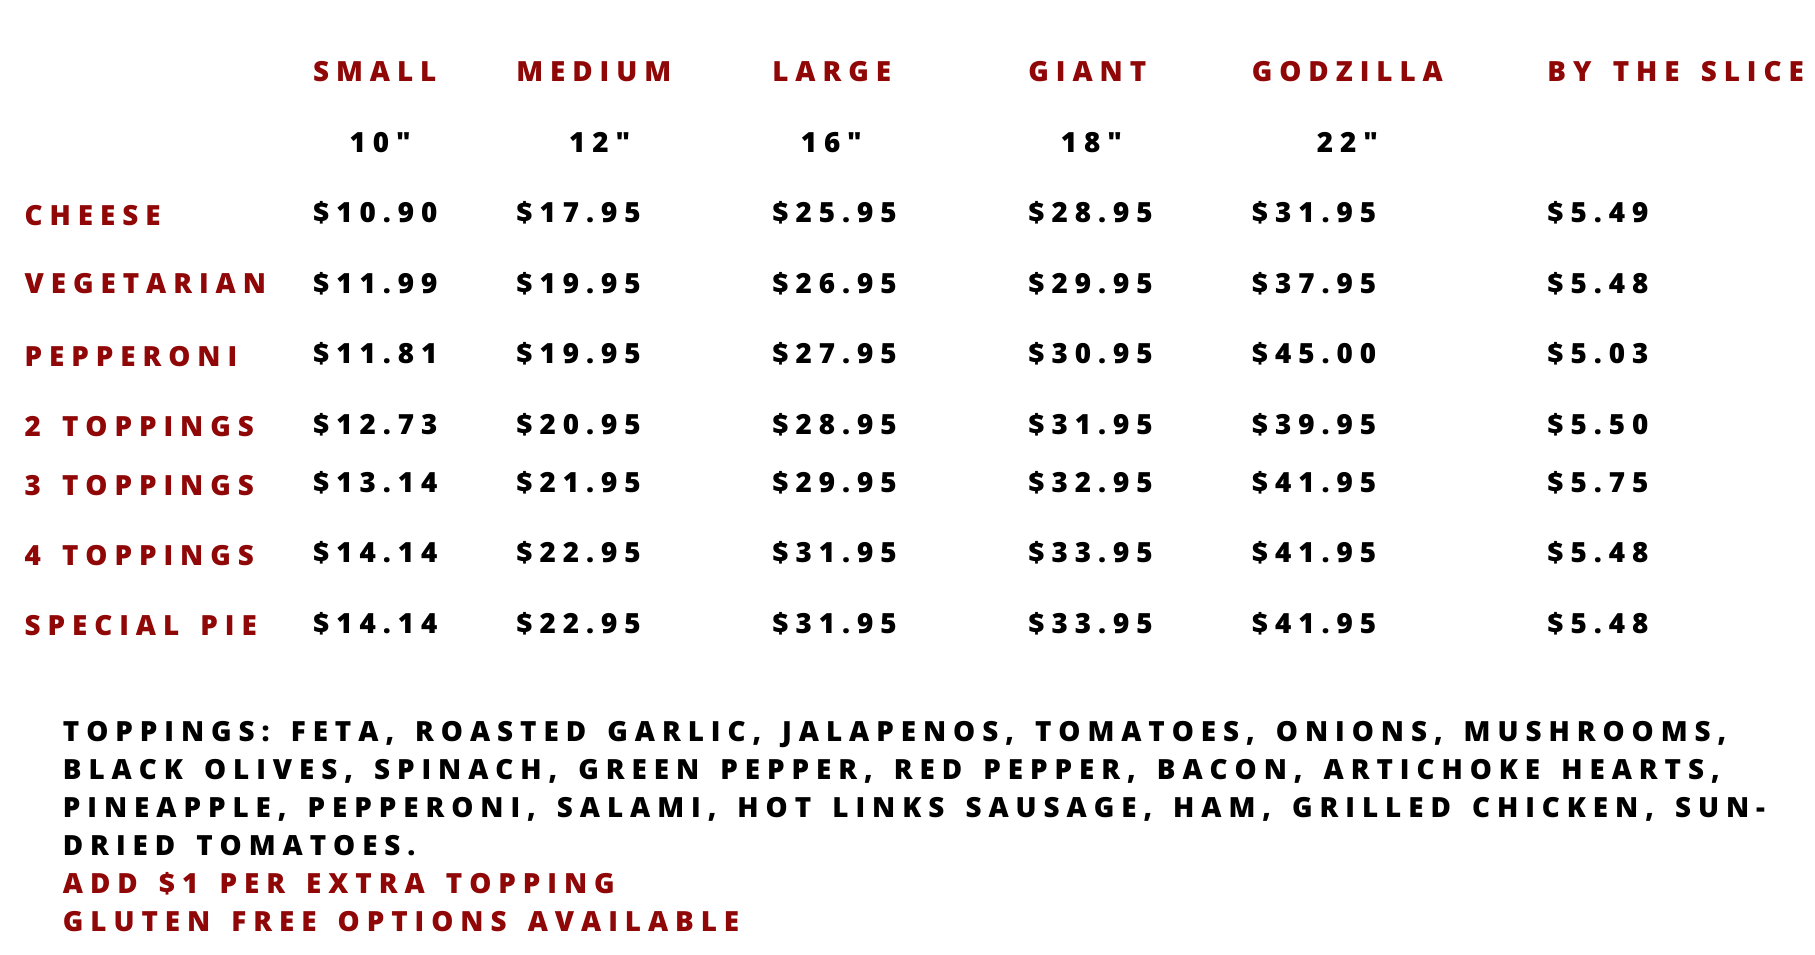 SMALL MEDIUM LARGE GIANT GODZILLA BY THE SLICE
10" 12" 16" 18" 22"
CHEESE $10.90 $17.95 $25.95 $28.95 $31.95 $5.49
VEGETARIAN $11.99 $19.95 $26.95 $29.95 $37.95 $5.48
PEPPERONI $11.81 $19.95 $27.95 $30.95 $45.00 $5.03
2 TOPPINGS $12.73 $20.95 $28.95 $31.95 $39.95 $5.50
3 TOPPINGS $13.14 $21.95 $29.95 $32.95 $41.95 $5.75
4 TOPPINGS $14.14 $22.95 $31.95 $33.95 $41.95 $5.48
SPECIAL PIE $14.14 $22.95 $31.95 $33.95 $41.95 $5.48
TOPPINGS: FETA, ROASTED GARLIC, JALAPENOS, TOMATOES, ONIONS, MUSHROOMS,
BLACK OLIVES, SPINACH, GREEN PEPPER, RED PEPPER, BACON, ARTICHOKE HEARTS,
PINEAPPLE, PEPPERONI, SALAMI, HOT LINKS SAUSAGE, HAM, GRILLED CHICKEN, SUN-
DRIED TOMATOES.
ADD $1 PER EXTRA TOPPING
GLUTEN FREE OPTIONS AVAILABLE